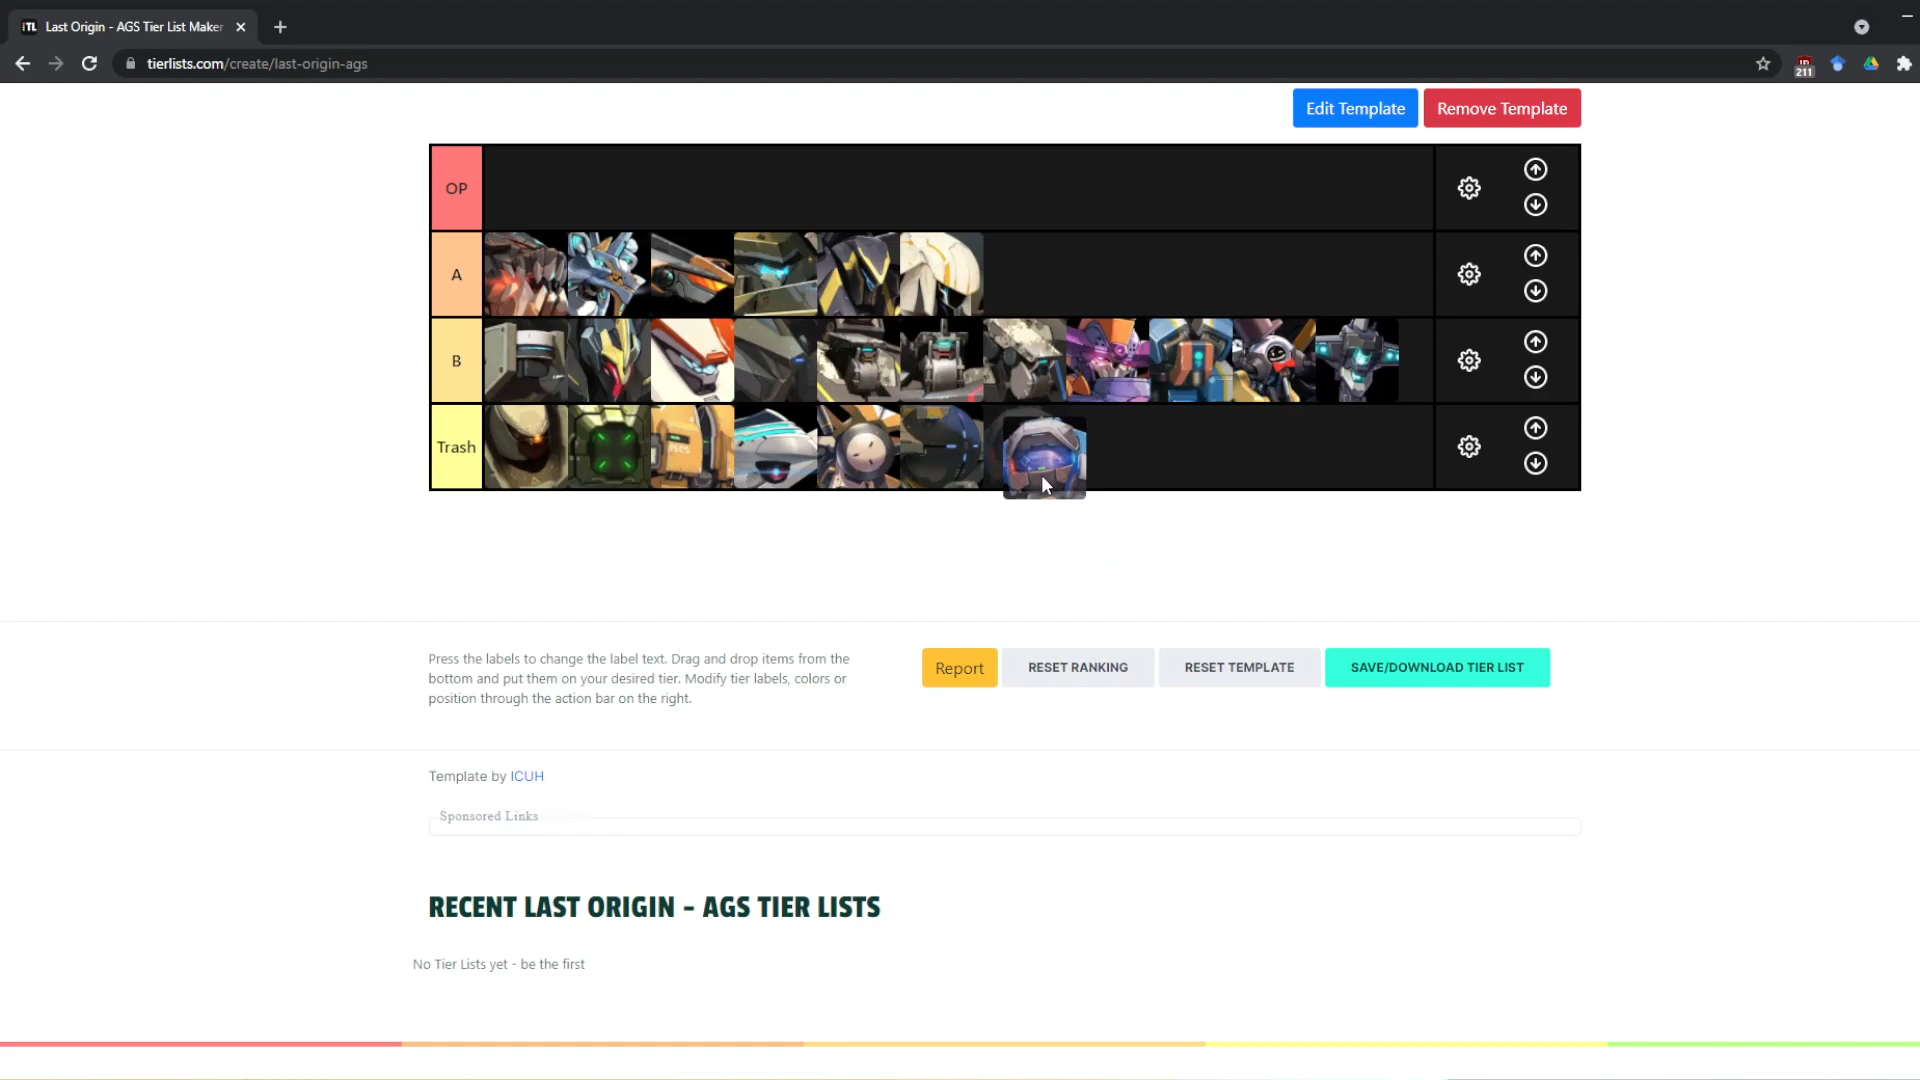 iTL Last Origin - AGS Tier List Maker
tierlists.com/create/last-origin-ags
211
Edit Template
Remove Template
OP
A
B
Trash
Press the labels to change the label text. Drag and drop items from the
bottom and put them on your desired tier. Modify tier labels, colors or
position through the action bar on the right.
Report
RESET RANKING
RESET TEMPLATE
SAVE/DOWNLOAD TIER LIST
Template by ICUH
Sponsored Links
RECENT LAST ORIGIN - AGS TIER LISTS
No Tier Lists yet - be the first